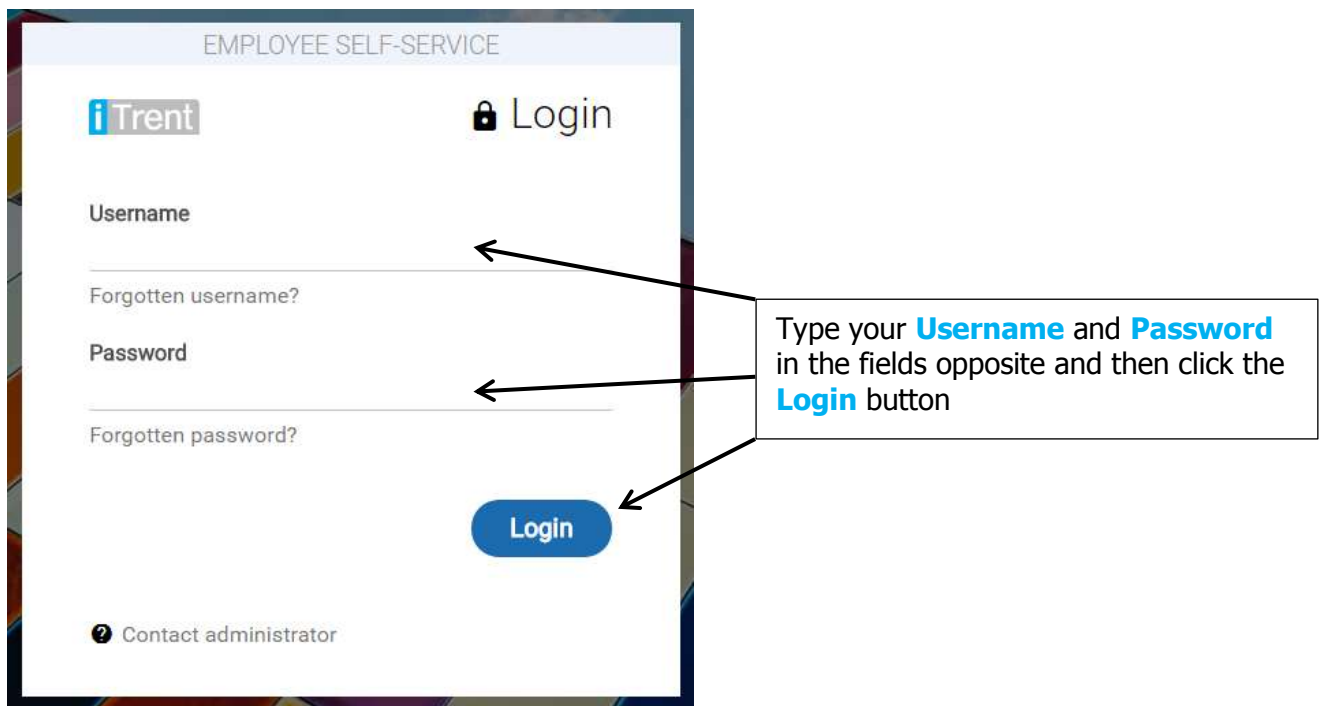 EMPLOYEE SELF-SERVICE
iTrent
Login
Username
Forgotten username?
Password
Forgotten password?
Login
Contact administrator
Type your Username and Password
in the fields opposite and then click the
Login button